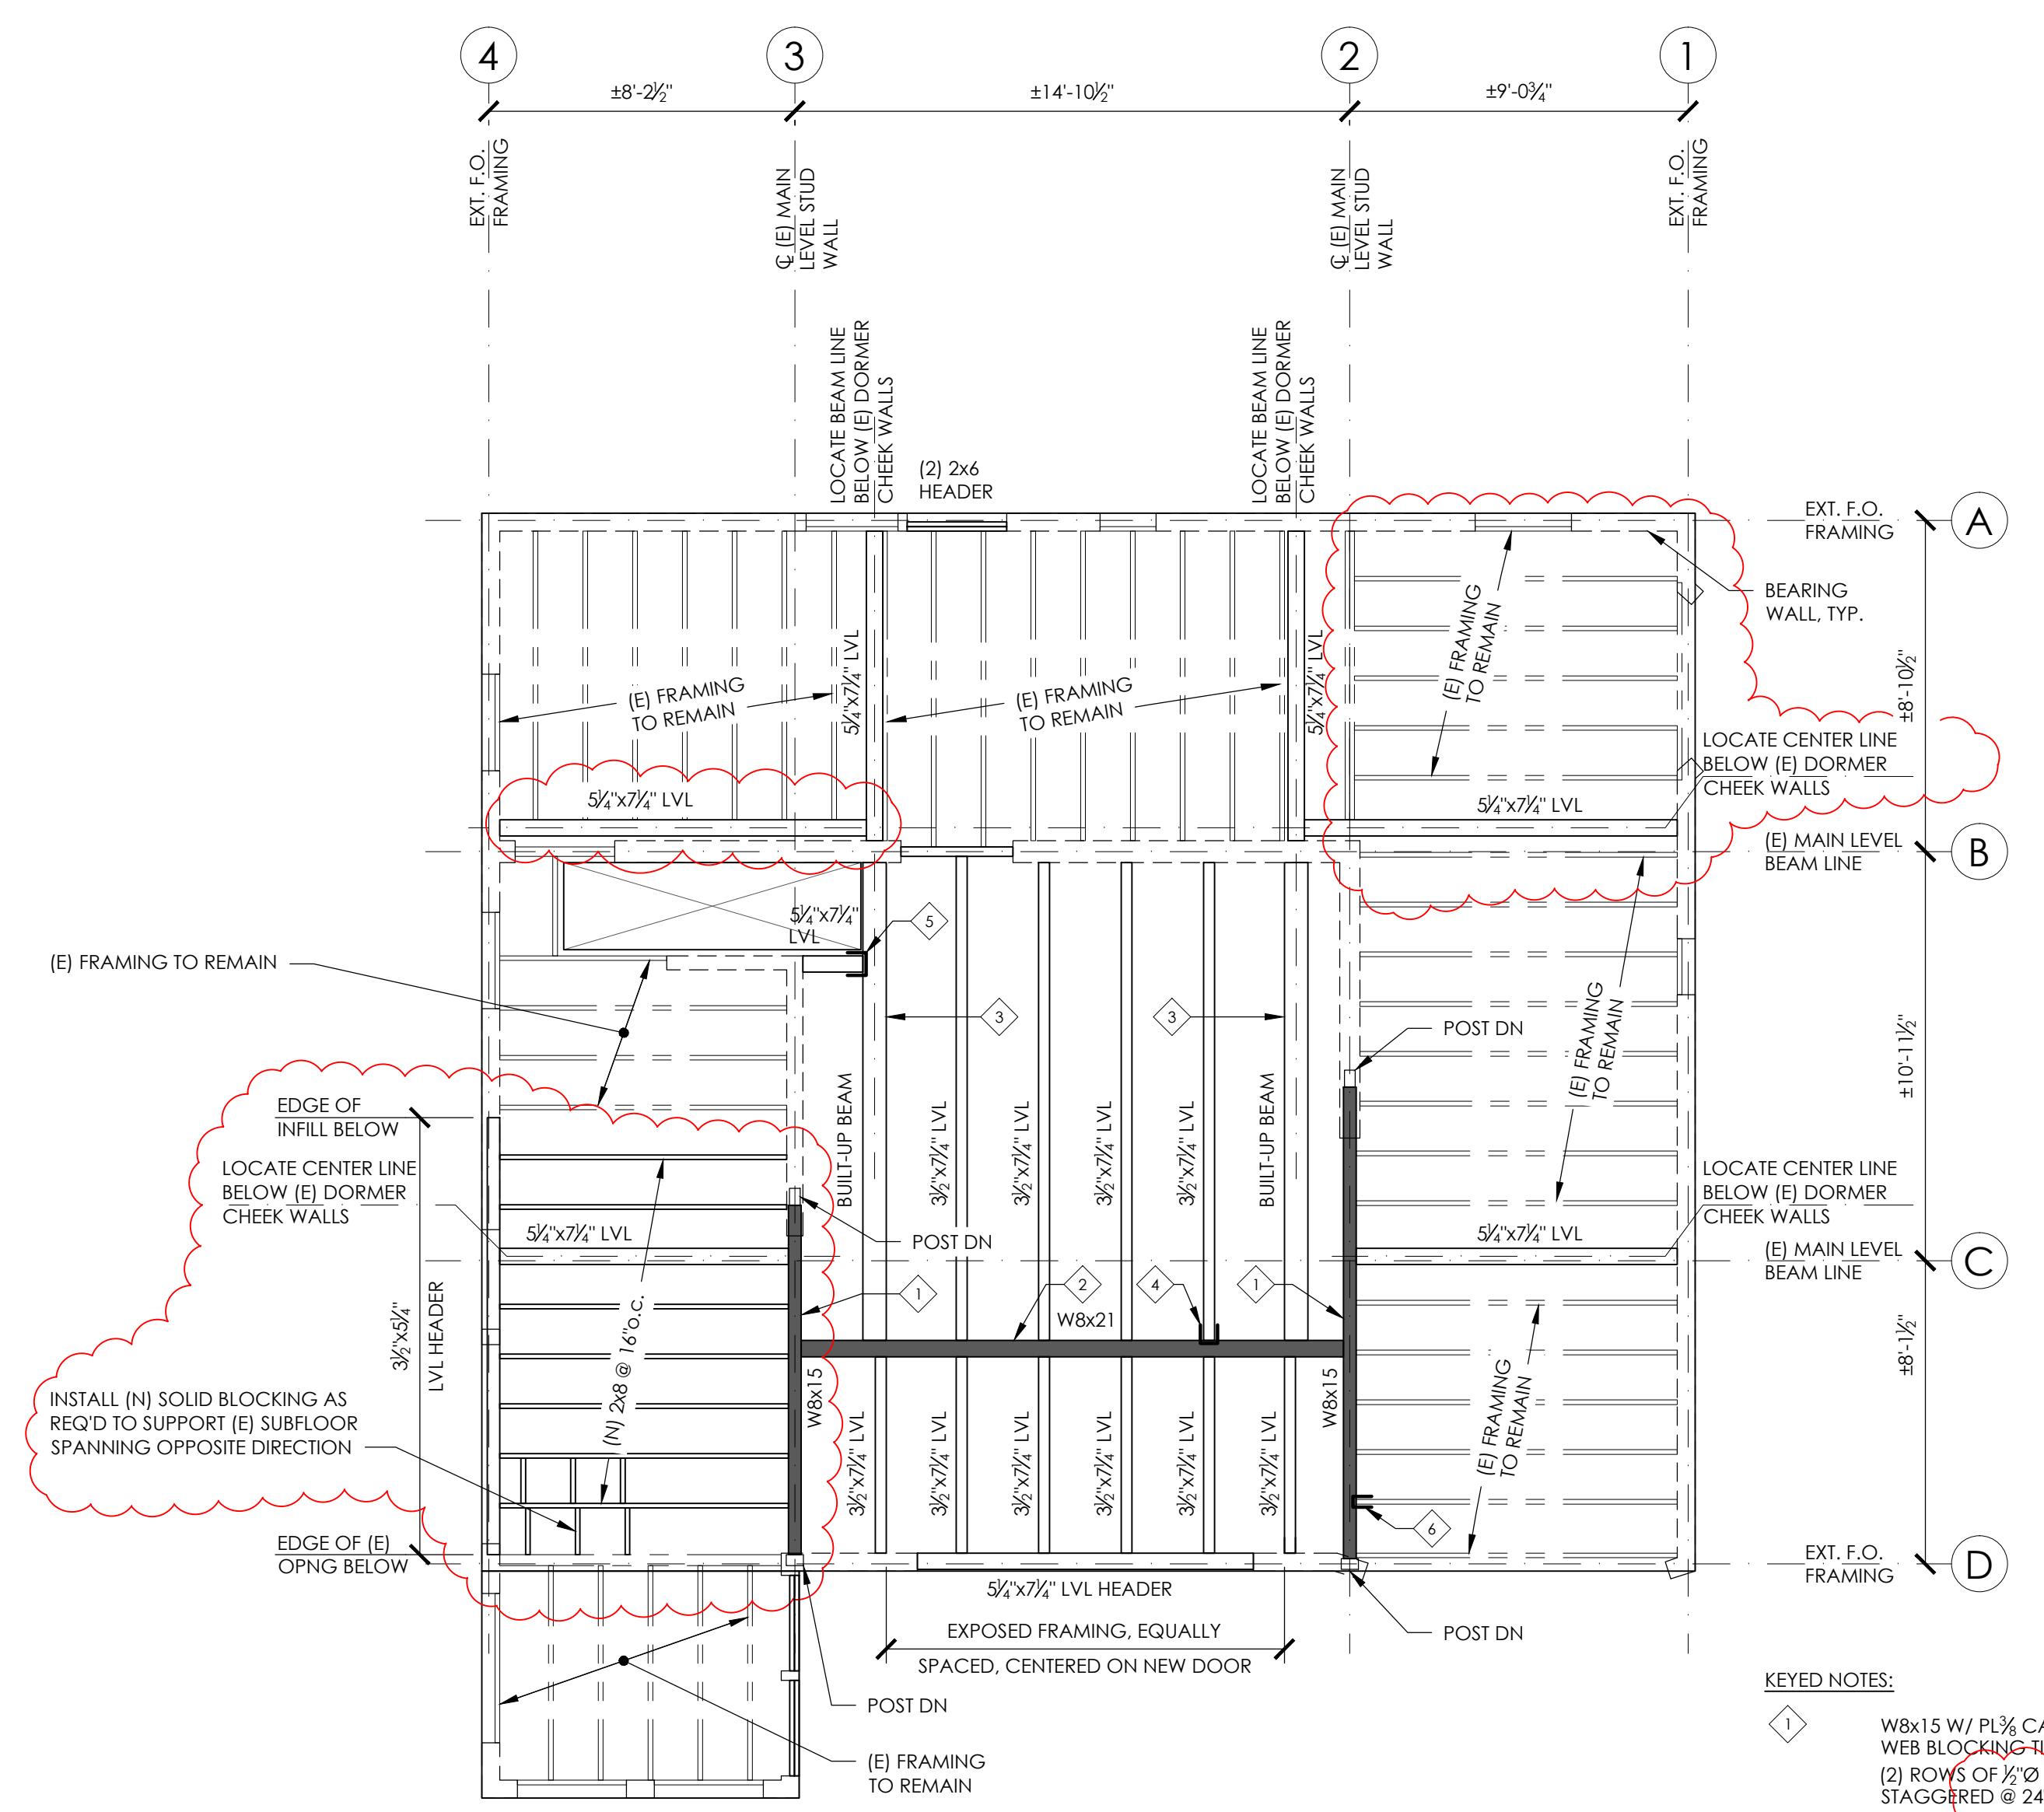 4
3
2
1
±8'-2½"
±14'-10½"
±9'-0¾"
EXT. F.O.
FRAMING
℄ (E) MAIN
LEVEL STUD
WALL
℄ (E) MAIN
LEVEL STUD
WALL
EXT. F.O.
FRAMING
LOCATE BEAM LINE
BELOW (E) DORMER
CHEEK WALLS
(2) 2x6
HEADER
LOCATE BEAM LINE
BELOW (E) DORMER
CHEEK WALLS
EXT. F.O.
FRAMING
A
BEARING
WALL, TYP.
(E) FRAMING
TO REMAIN
5¼"x7¼" LVL
(E) FRAMING
TO REMAIN
5¼"x7¼" LVL
(E) FRAMING
TO REMAIN
±8'-10½"
LOCATE CENTER LINE
BELOW (E) DORMER
CHEEK WALLS
5¼"x7¼" LVL
5¼"x7¼" LVL
(E) MAIN LEVEL
BEAM LINE
B
5¼"x7¼"
LVL
5
(E) FRAMING TO REMAIN
3
3
POST DN
(E) FRAMING
TO REMAIN
±10'-11½"
EDGE OF
INFILL BELOW
BUILT-UP BEAM
3½"x7¼" LVL
3½"x7¼" LVL
3½"x7¼" LVL
3½"x7¼" LVL
BUILT-UP BEAM
LOCATE CENTER LINE
BELOW (E) DORMER
CHEEK WALLS
LOCATE CENTER LINE
BELOW (E) DORMER
CHEEK WALLS
5¼"x7¼" LVL
POST DN
5¼"x7¼" LVL
(E) MAIN LEVEL
BEAM LINE
C
3½"x5¼"
LVL HEADER
(N) 2x8 @ 16"o.c.
1
2
4
1
W8x21
W8x15
W8x15
±8'-1½"
INSTALL (N) SOLID BLOCKING AS
REQ'D TO SUPPORT (E) SUBFLOOR
SPANNING OPPOSITE DIRECTION
3½"x7¼" LVL
3½"x7¼" LVL
3½"x7¼" LVL
3½"x7¼" LVL
3½"x7¼" LVL
3½"x7¼" LVL
(E) FRAMING
TO REMAIN
6
EDGE OF (E)
OPNG BELOW
EXT. F.O.
FRAMING
D
5¼"x7¼" LVL HEADER
EXPOSED FRAMING, EQUALLY
SPACED, CENTERED ON NEW DOOR
POST DN
POST DN
(E) FRAMING
TO REMAIN
KEYED NOTES:
1
W8x15 W/ PL⅜
WEB BLOCKING
(2) ROWS OF ½"Ø
STAGGERED @ 24